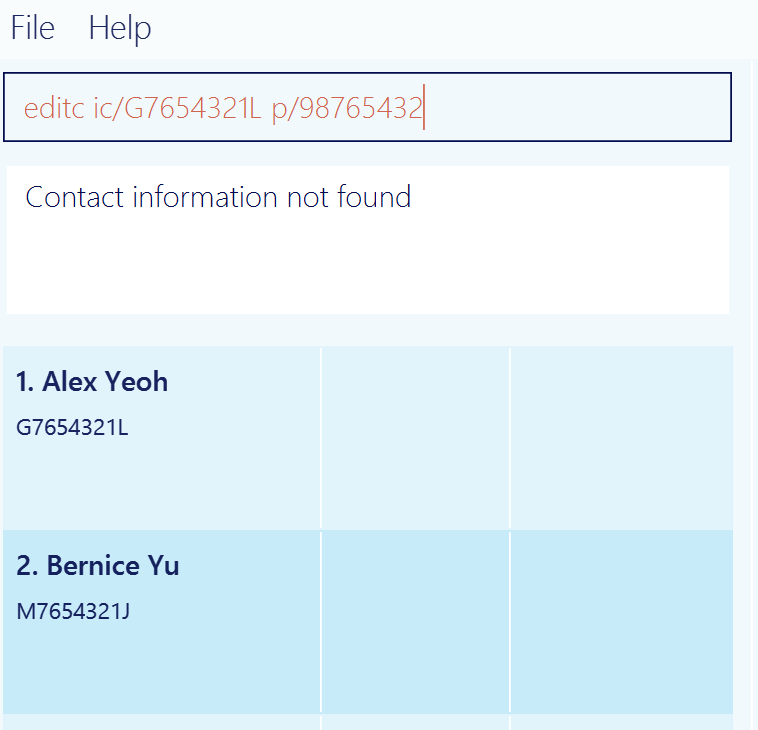 File Help
editc ic/G7654321L p/98765432
Contact information not found
1. Alex Yeoh
G7654321L
2. Bernice Yu
M7654321J